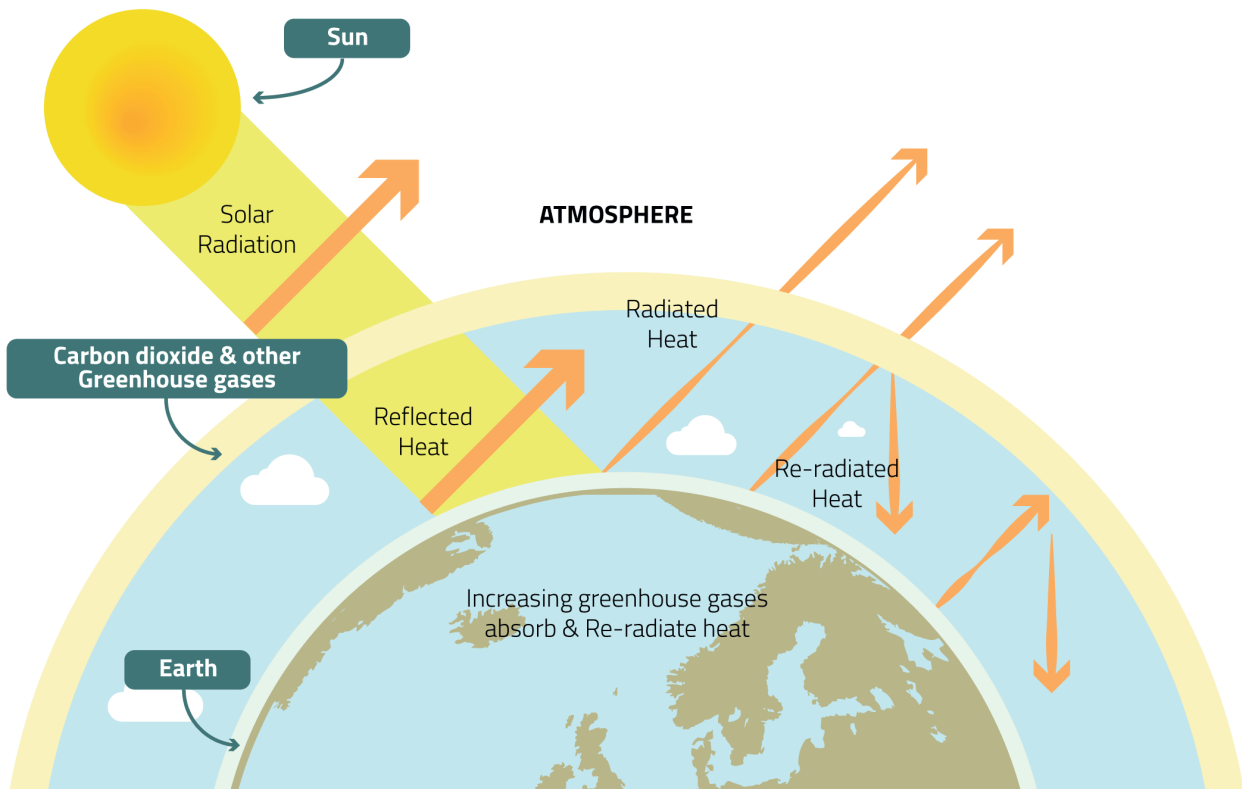 Sun
Solar
Radiation
ATMOSPHERE
Radiated
Heat
Carbon dioxide & other
Greenhouse gases
Reflected
Heat
Re-radiated
Heat
Increasing greenhouse gases
absorb & Re-radiate heat
Earth